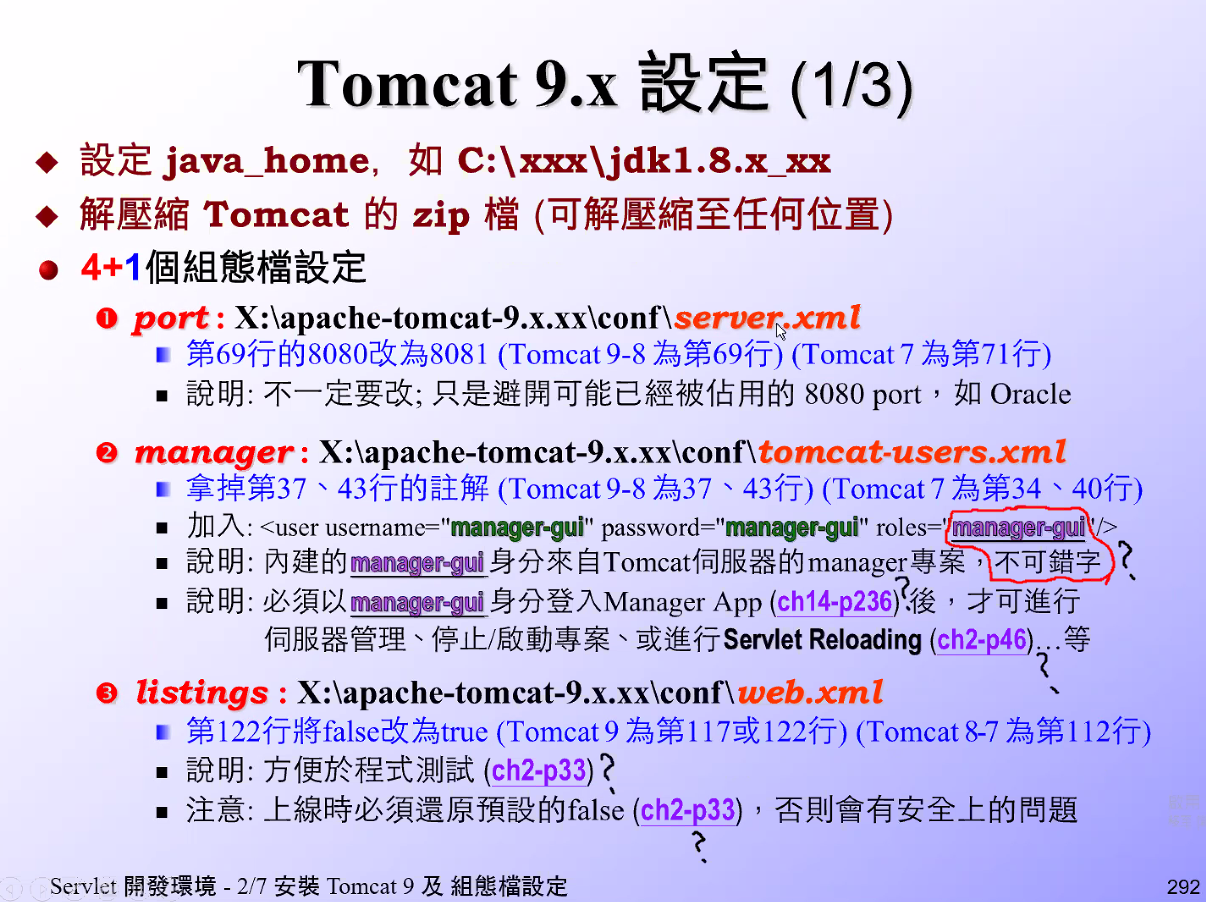 Tomcat 9.x 設定 (1/3)
◆ 設定 java_home, 如 C:\xxx\jdk1.8.x_xx
◆ 解壓縮 Tomcat 的 zip 檔 (可解壓縮至任何位置)
● 4+1個組態檔設定
❶ port : X:\apache-tomcat-9.x.xx\conf\server.xml
■ 第69行的8080改為8081 (Tomcat 9-8 為第69行) (Tomcat 7 為第71行)
■ 說明: 不一定要改; 只是避開可能已經被佔用的 8080 port，如 Oracle
❷ manager : X:\apache-tomcat-9.x.xx\conf\tomcat-users.xml
■ 拿掉第37、43行的註解 (Tomcat 9-8 為37、43行) (Tomcat 7 為第34、40行)
■ 加入: <user username="manager-gui" password="manager-gui" roles="manager-gui"/>
■ 說明: 內建的manager-gui 身分來自Tomcat伺服器的manager專案，不可錯字 ?
■ 說明: 必須以manager-gui 身分登入Manager App (ch14-p236)?後，才可進行
伺服器管理、停止/啟動專案、或進行Servlet Reloading (ch2-p46)…等
?
❸ listings : X:\apache-tomcat-9.x.xx\conf\web.xml
■ 第122行將false改為true (Tomcat 9 為第117或122行) (Tomcat 8-7 為第112行)
■ 說明: 方便於程式測試 (ch2-p33)?
■ 注意: 上線時必須還原預設的false (ch2-p33)，否則會有安全上的問題
?
Servlet 開發環境 - 2/7 安裝 Tomcat 9 及 組態檔設定
292